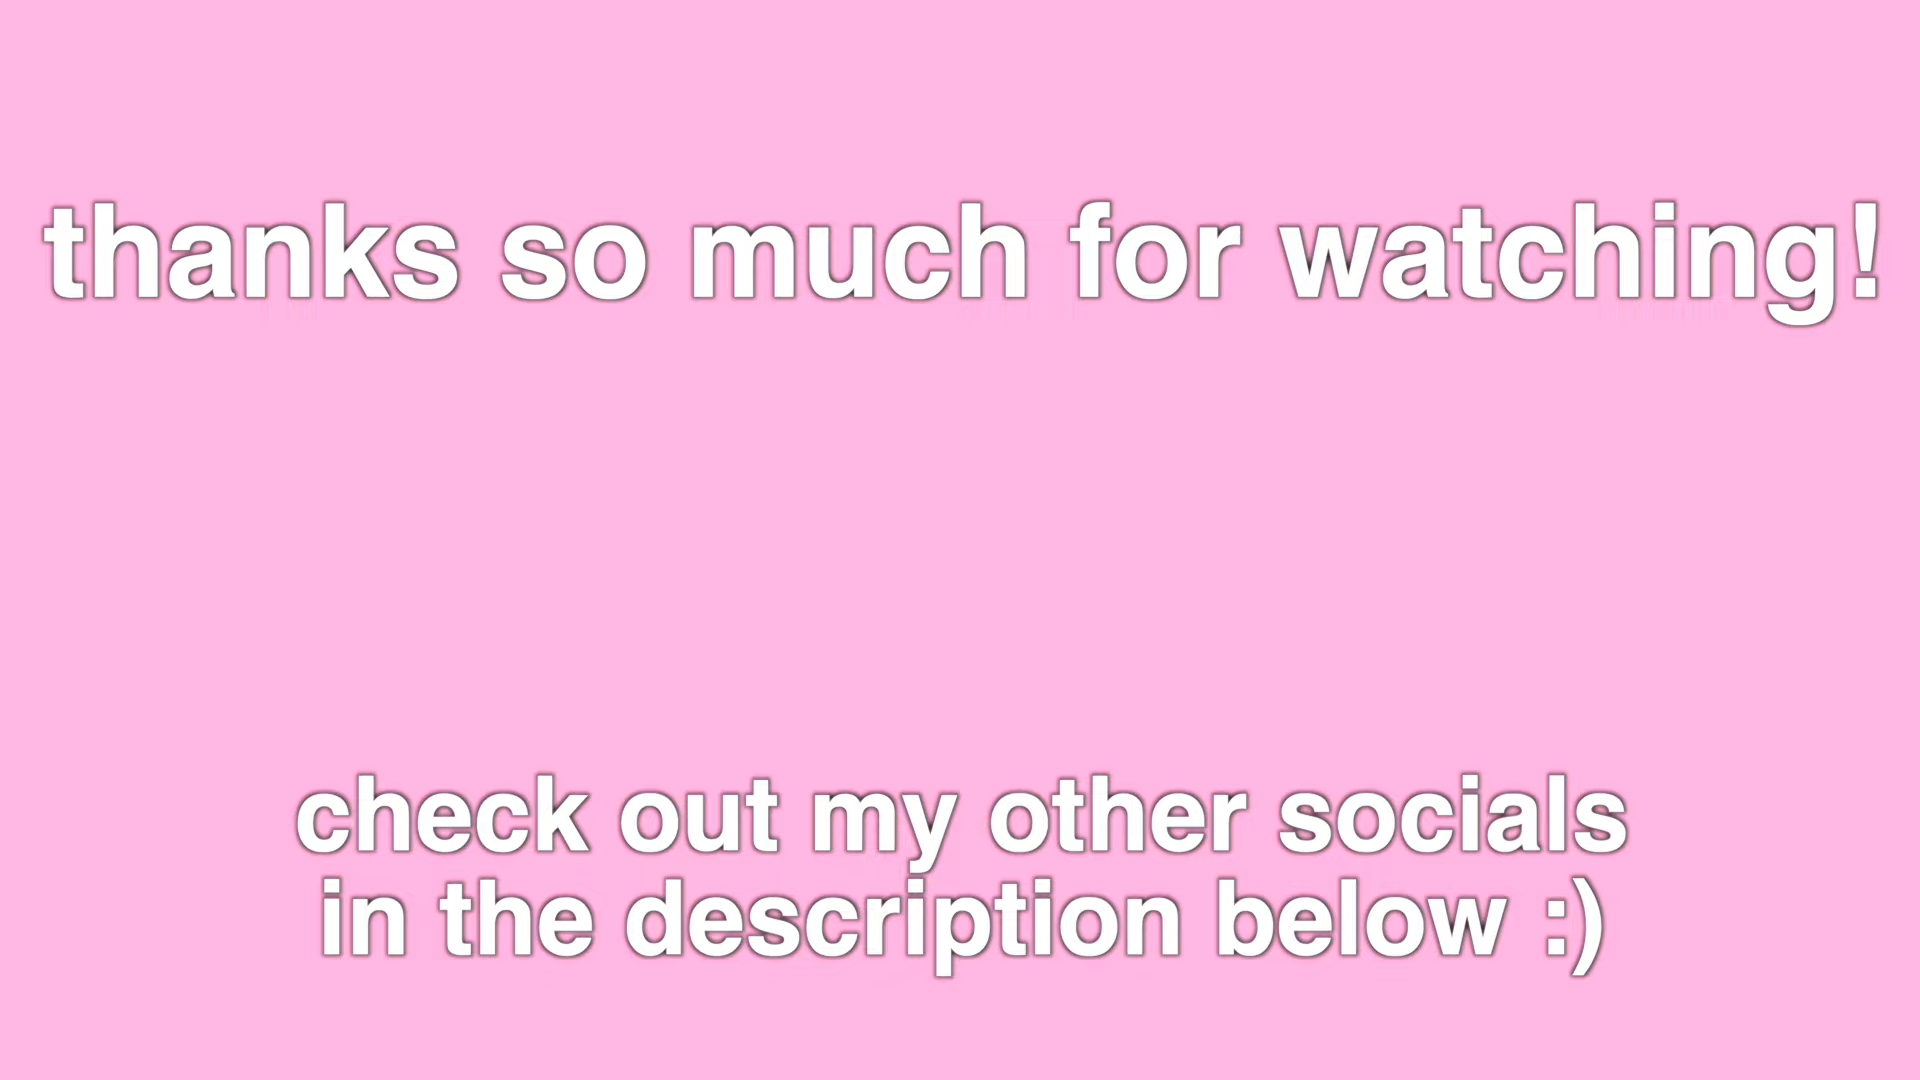 thanks so much for watching!
check out my other socials
in the description below :)